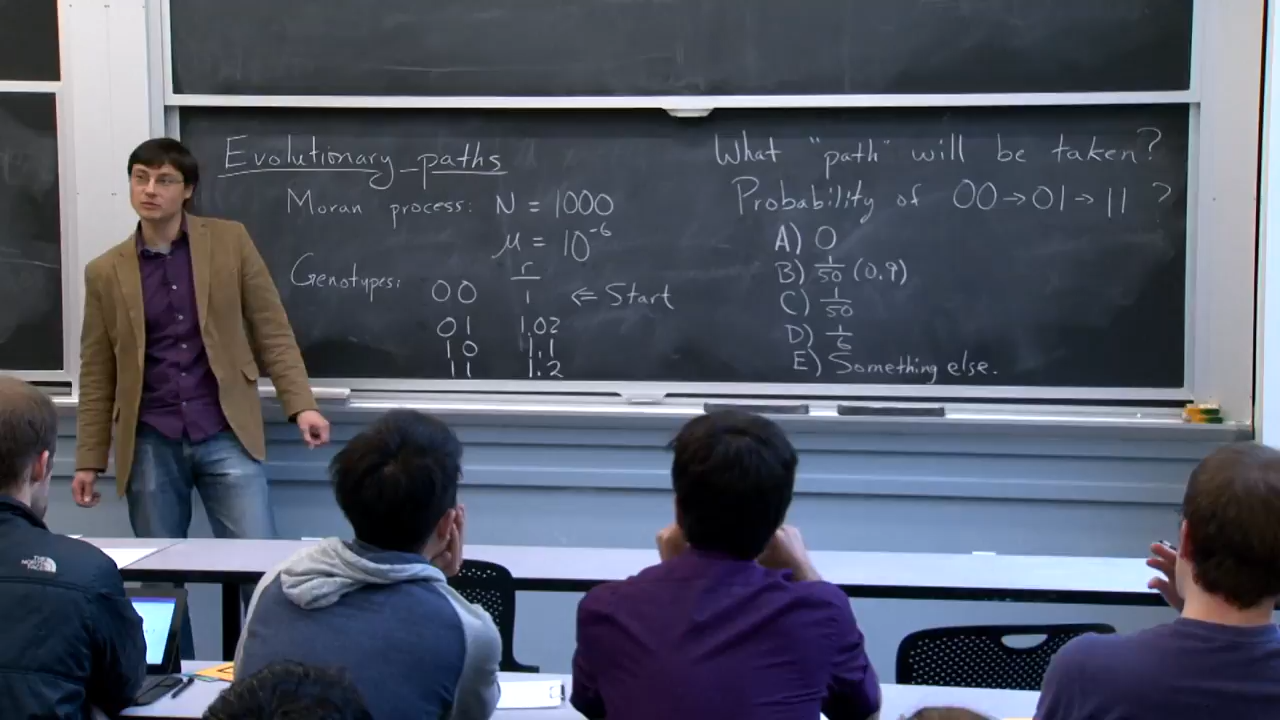 Evolutionary paths
Moran process: N = 1000
μ = 10⁻⁶
Genotypes: r
00 1 ⇐ Start
01 1.02
10 1.1
11 1.2
What "path" will be taken?
Probability of 00→01→11 ?
A) 0
B) 1/50 (0.9)
C) 1/50
D) 1/6
E) Something else.
THE NORTH FACE